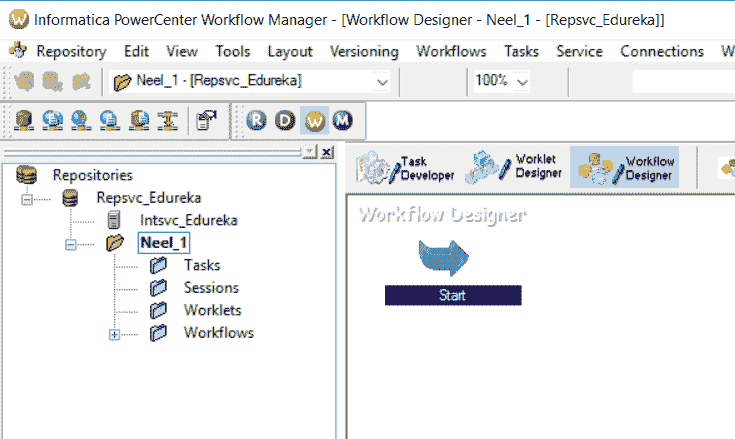 Informatica PowerCenter Workflow Manager - [Workflow Designer - Neel_1 - [Repsvc_Edureka]]
Repository Edit View Tools Layout Versioning Workflows Tasks Service Connections W
Neel_1 - [Repsvc_Edureka] 100%
R D W M
Task Developer
Worklet Designer
Workflow Designer
Repositories
Repsvc_Edureka
Intsvc_Edureka
Neel_1
Tasks
Sessions
Worklets
Workflows
Workflow Designer
Start